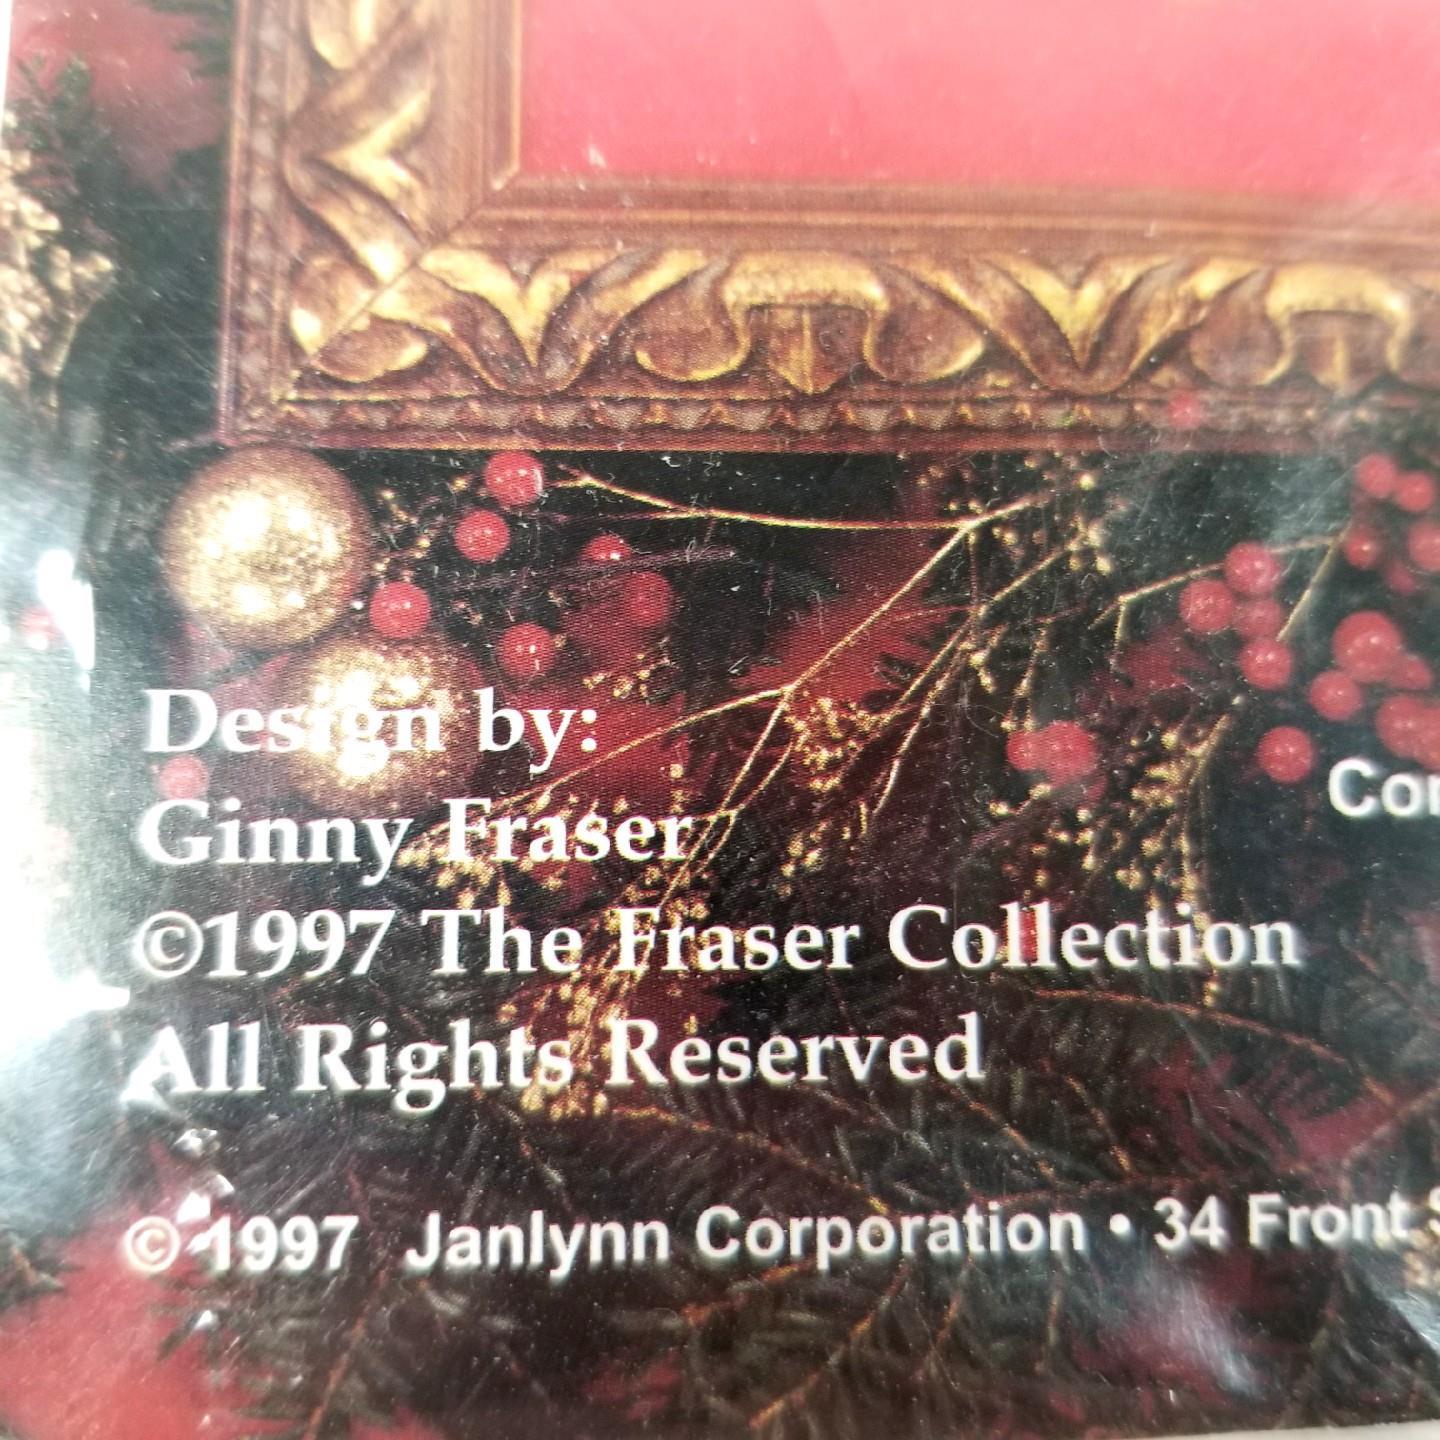 Design by:
Ginny Fraser
©1997 The Fraser Collection
All Rights Reserved
© 1997 Janlynn Corporation • 34 Front